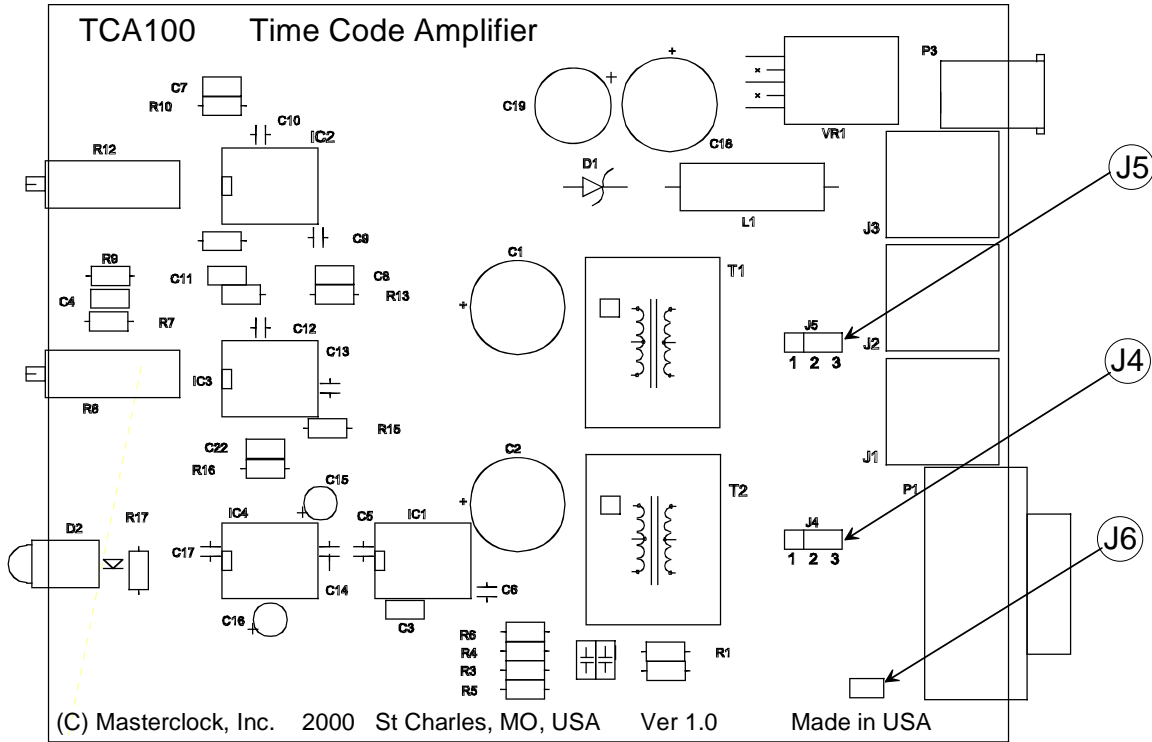 TCA100 Time Code Amplifier
C7
R10
C10
IC2
R12
C9
R9
C11
C8
C4
R13
R7
C12
C13
IC3
R8
R15
C22
R16
C15
D2
R17
IC4
C5
IC1
C17
C14
C6
C16
C3
C19
C18
D1
L1
VR1
P3
C1
T1
C2
T2
J3
J5
1 2 3
J2
J1
J4
1 2 3
P1
R6
R4
R3
R5
R1
J5
J4
J6
(C) Masterclock, Inc. 2000 St Charles, MO, USA Ver 1.0 Made in USA